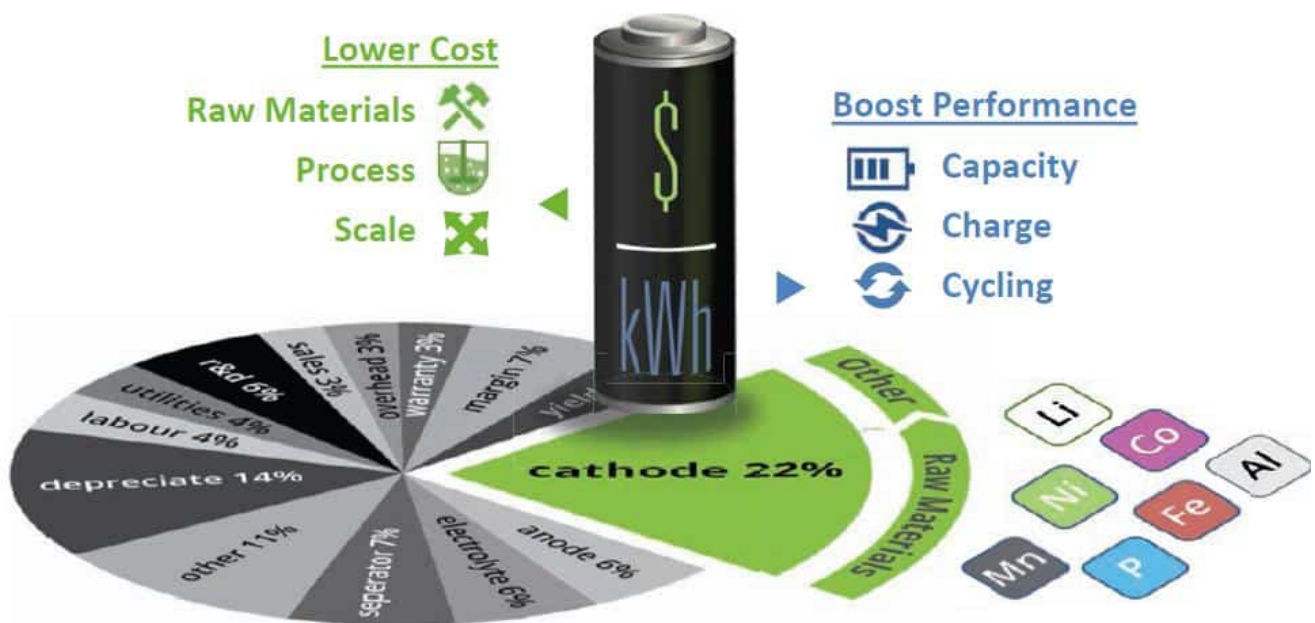 Lower Cost
Raw Materials
Process
Scale
$
kWh
Boost Performance
Capacity
Charge
Cycling
cathode 22%
anode 6%
electrolyte 6%
seperator 7%
other 11%
depreciate 14%
labour 4%
utilities 4%
r&d 6%
sales 3%
overhead 3%
warranty 3%
margin 7%
Other
Raw Materials
Li
Co
Al
Ni
Fe
Mn
P